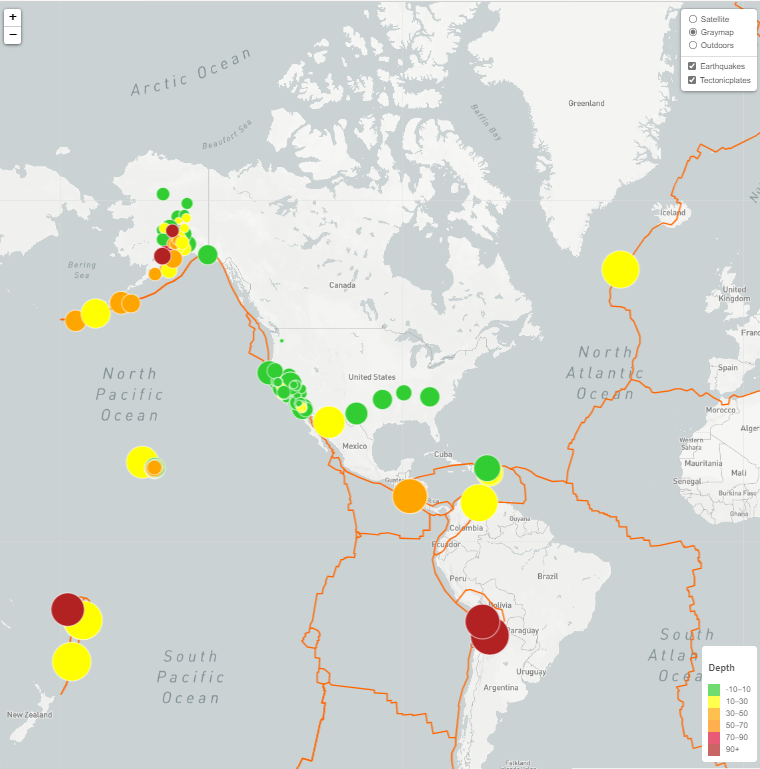 +
−
Satellite
Graymap
Outdoors
Earthquakes
Tectonicplates
Arctic Ocean
Beaufort Sea
Baffin Bay
Greenland
Iceland
Bering
Sea
Canada
United
Kingdom
North
Pacific
Ocean
United States
North
Atlantic
Ocean
Spain
Morocco
Mexico
Cuba
Western
Sahara
Mauritania
Mali
Senegal
Burkina Faso
Ghana
Guyana
Colombia
Ecuador
Peru
Brazil
Bolivia
Paraguay
South
Pacific
Ocean
South
Uruguay
Argentina
New Zealand
Falkland
Depth
-10–10
10–30
30–50
50–70
70–90
90+